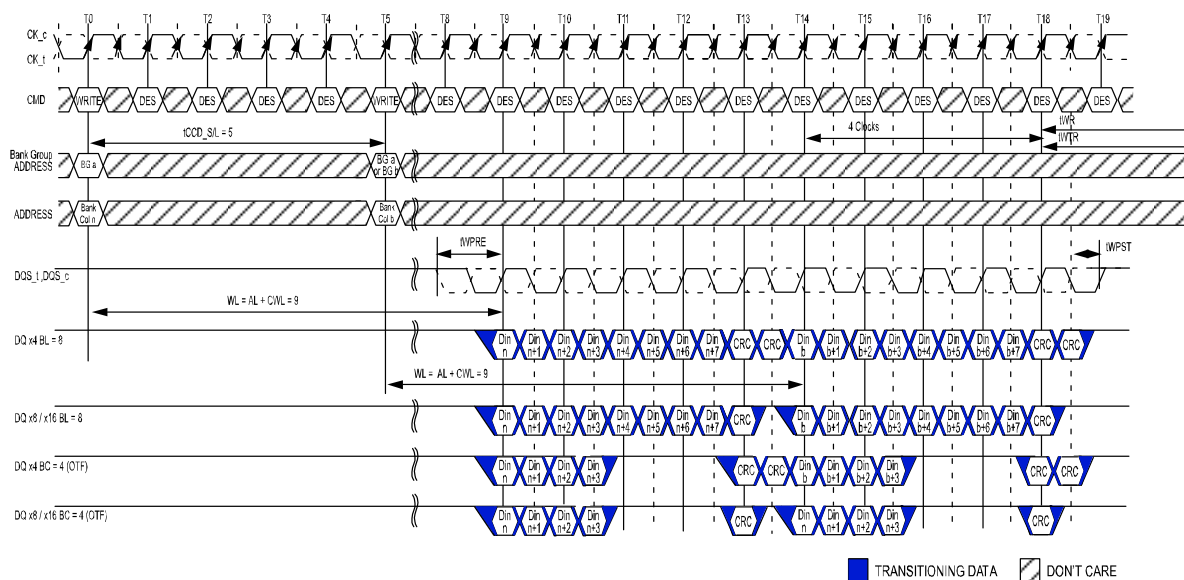 T0 T1 T2 T3 T4 T5 T8 T9 T10 T11 T12 T13 T14 T15 T16 T17 T18 T19
CK_c
CK_t
CMD WRITE DES DES DES DES WRITE DES DES DES DES DES DES DES DES DES DES DES DES
tCCD_S/L = 5
4 Clocks
tWR
tWTR
Bank Group
ADDRESS
BG a
BG a
or BG b
ADDRESS
Bank
Col n
Bank
Col b
tWPRE
tWPST
DQS_t,DQS_c
WL = AL + CWL = 9
DQ x4 BL = 8
Din n Din n+1 Din n+2 Din n+3 Din n+4 Din n+5 Din n+6 Din n+7 CRC CRC Din b Din b+1 Din b+2 Din b+3 Din b+4 Din b+5 Din b+6 Din b+7 CRC CRC
WL = AL + CWL = 9
DQ x8 / x16 BL = 8
Din n Din n+1 Din n+2 Din n+3 Din n+4 Din n+5 Din n+6 Din n+7 CRC Din b Din b+1 Din b+2 Din b+3 Din b+4 Din b+5 Din b+6 Din b+7 CRC
DQ x4 BC = 4 (OTF)
Din n Din n+1 Din n+2 Din n+3 CRC CRC Din b Din b+1 Din b+2 Din b+3 CRC CRC
DQ x8 / x16 BC = 4 (OTF)
Din n Din n+1 Din n+2 Din n+3 CRC Din n Din b+1 Din b+2 Din b+3 CRC
TRANSITIONING DATA
DON'T CARE